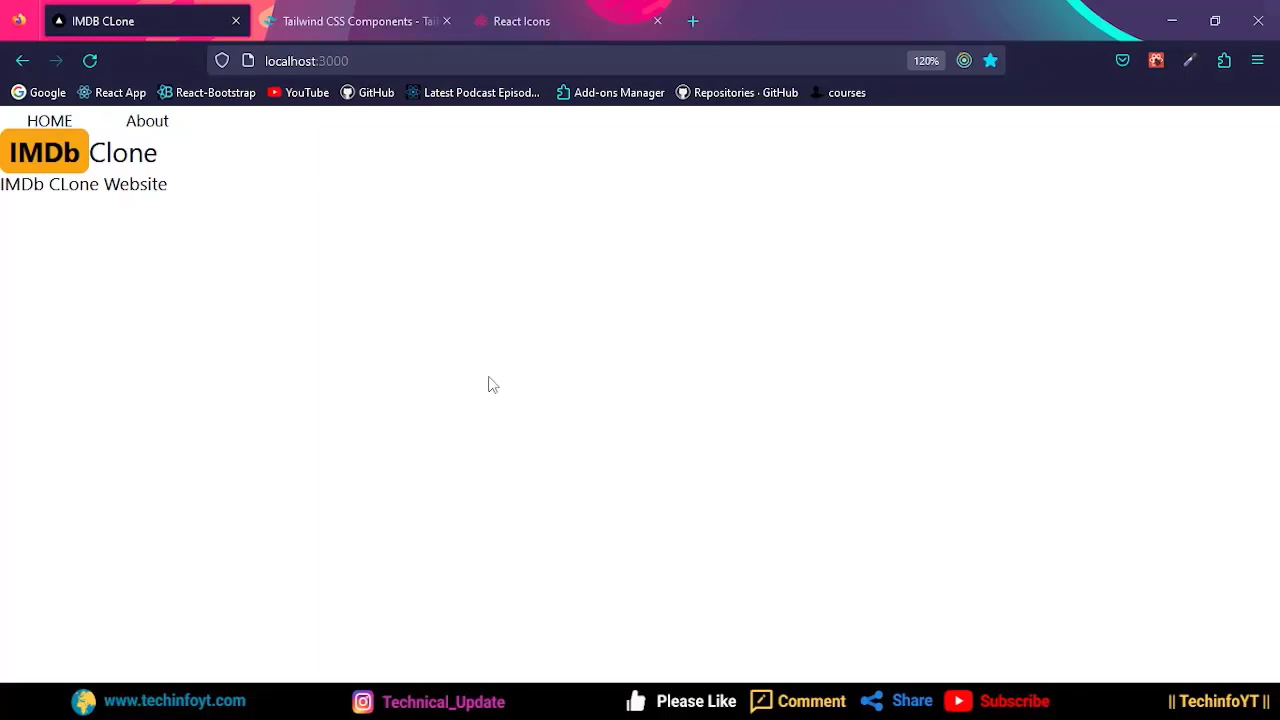 IMDB CLone
Tailwind CSS Components - Tail
React Icons
localhost:3000
120%
Google
React App
React-Bootstrap
YouTube
GitHub
Latest Podcast Episod...
Add-ons Manager
Repositories · GitHub
courses
HOME
About
IMDb Clone
IMDb CLone Website
www.techinfoyt.com
Technical_Update
Please Like
Comment
Share
Subscribe
|| TechinfoYT ||